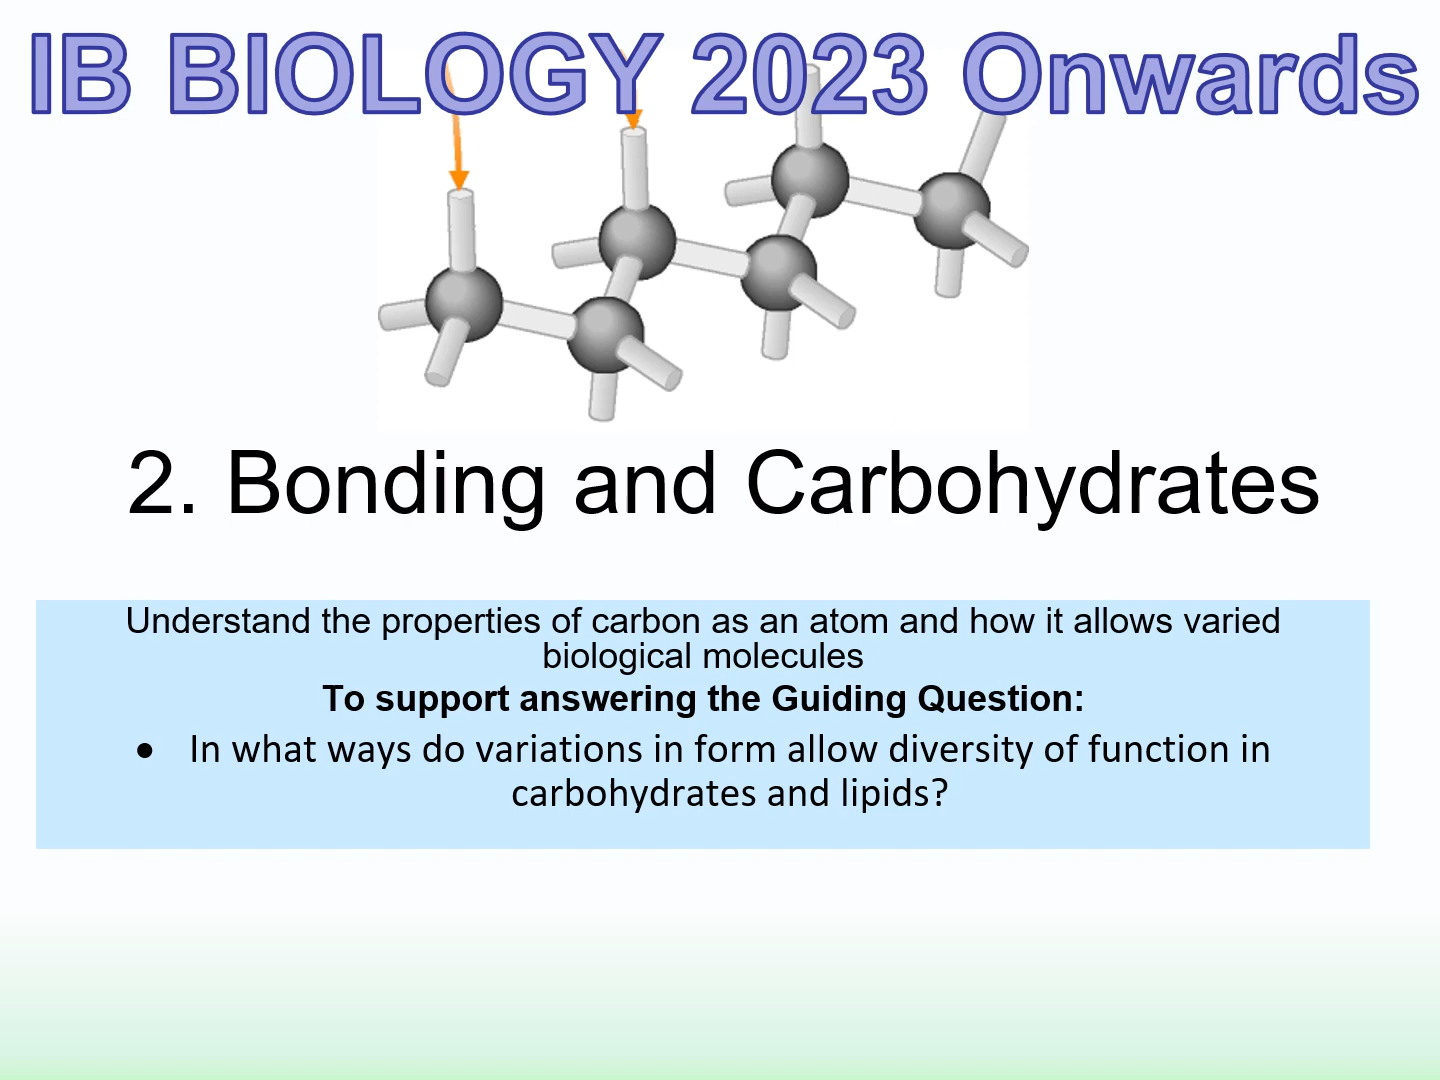 IB BIOLOGY 2023 Onwards
2. Bonding and Carbohydrates
Understand the properties of carbon as an atom and how it allows varied
biological molecules
To support answering the Guiding Question:
● In what ways do variations in form allow diversity of function in
carbohydrates and lipids?